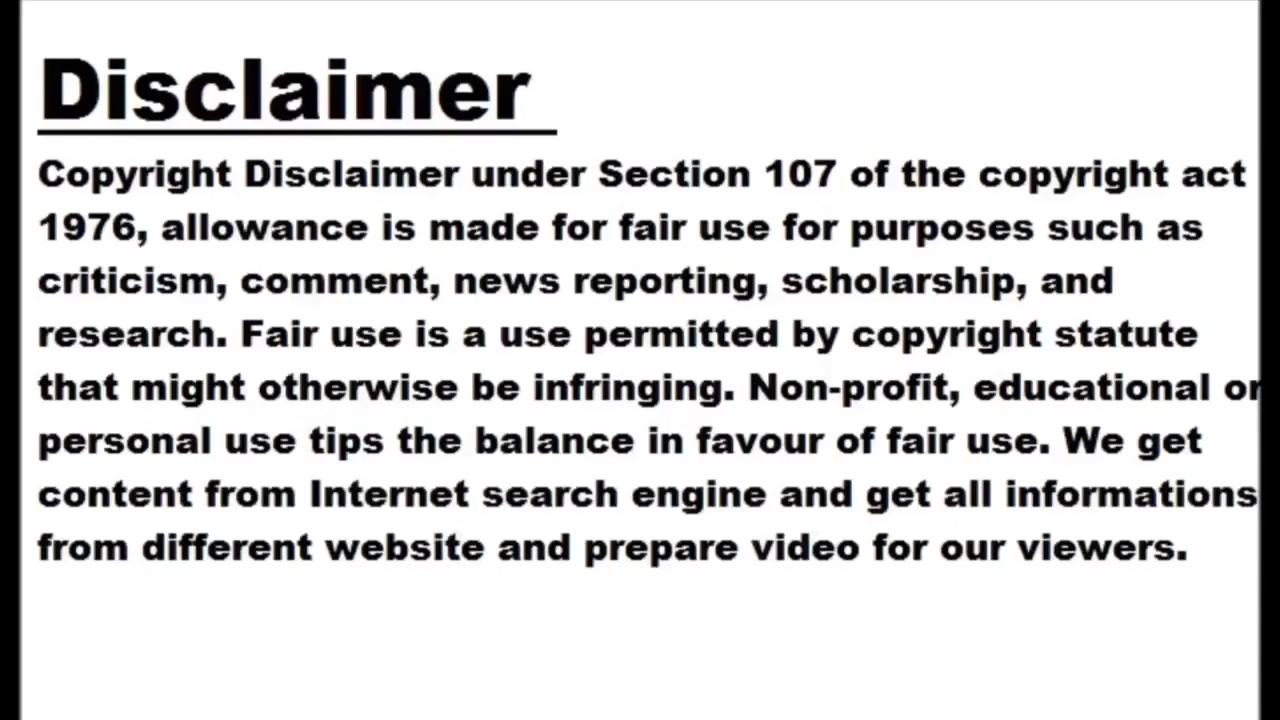 Disclaimer
Copyright Disclaimer under Section 107 of the copyright act
1976, allowance is made for fair use for purposes such as
criticism, comment, news reporting, scholarship, and
research. Fair use is a use permitted by copyright statute
that might otherwise be infringing. Non-profit, educational or
personal use tips the balance in favour of fair use. We get
content from Internet search engine and get all informations
from different website and prepare video for our viewers.